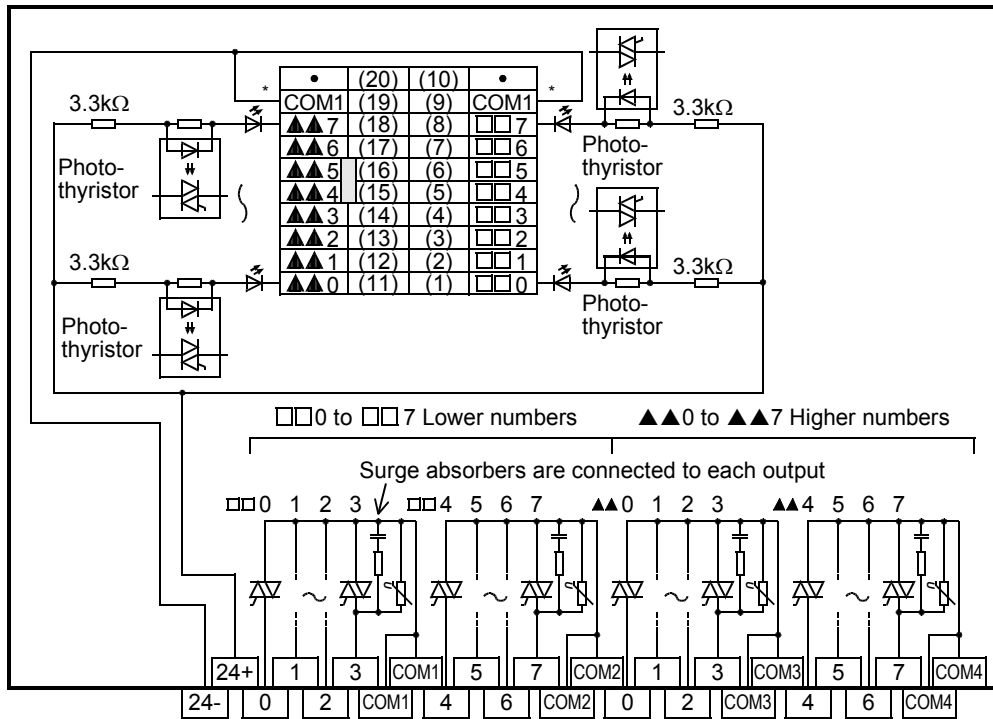 • (20) (10) •
* COM1 (19) (9) COM1 *
3.3kΩ ▲▲7 (18) (8) □□7 3.3kΩ
▲▲6 (17) (7) □□6
Photo-
thyristor
Photo-
thyristor
▲▲5 (16) (6) □□5
▲▲4 (15) (5) □□4
▲▲3 (14) (4) □□3
▲▲2 (13) (3) □□2
3.3kΩ ▲▲1 (12) (2) □□1 3.3kΩ
▲▲0 (11) (1) □□0
Photo-
thyristor
Photo-
thyristor
□□0 to □□7 Lower numbers ▲▲0 to ▲▲7 Higher numbers
Surge absorbers are connected to each output
□□0 1 2 3 □□4 5 6 7 ▲▲0 1 2 3 ▲▲4 5 6 7
24+ 1 3 COM1 5 7 COM2 1 3 COM3 5 7 COM4
24- 0 2 COM1 4 6 COM2 0 2 COM3 4 6 COM4